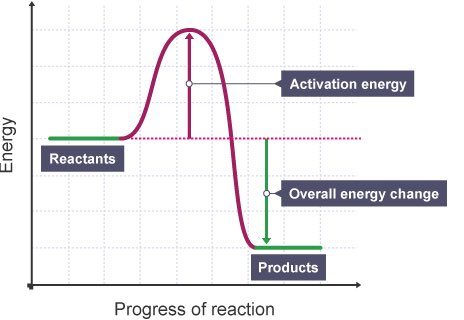 Activation energy
Energy
Reactants
Overall energy change
Products
Progress of reaction